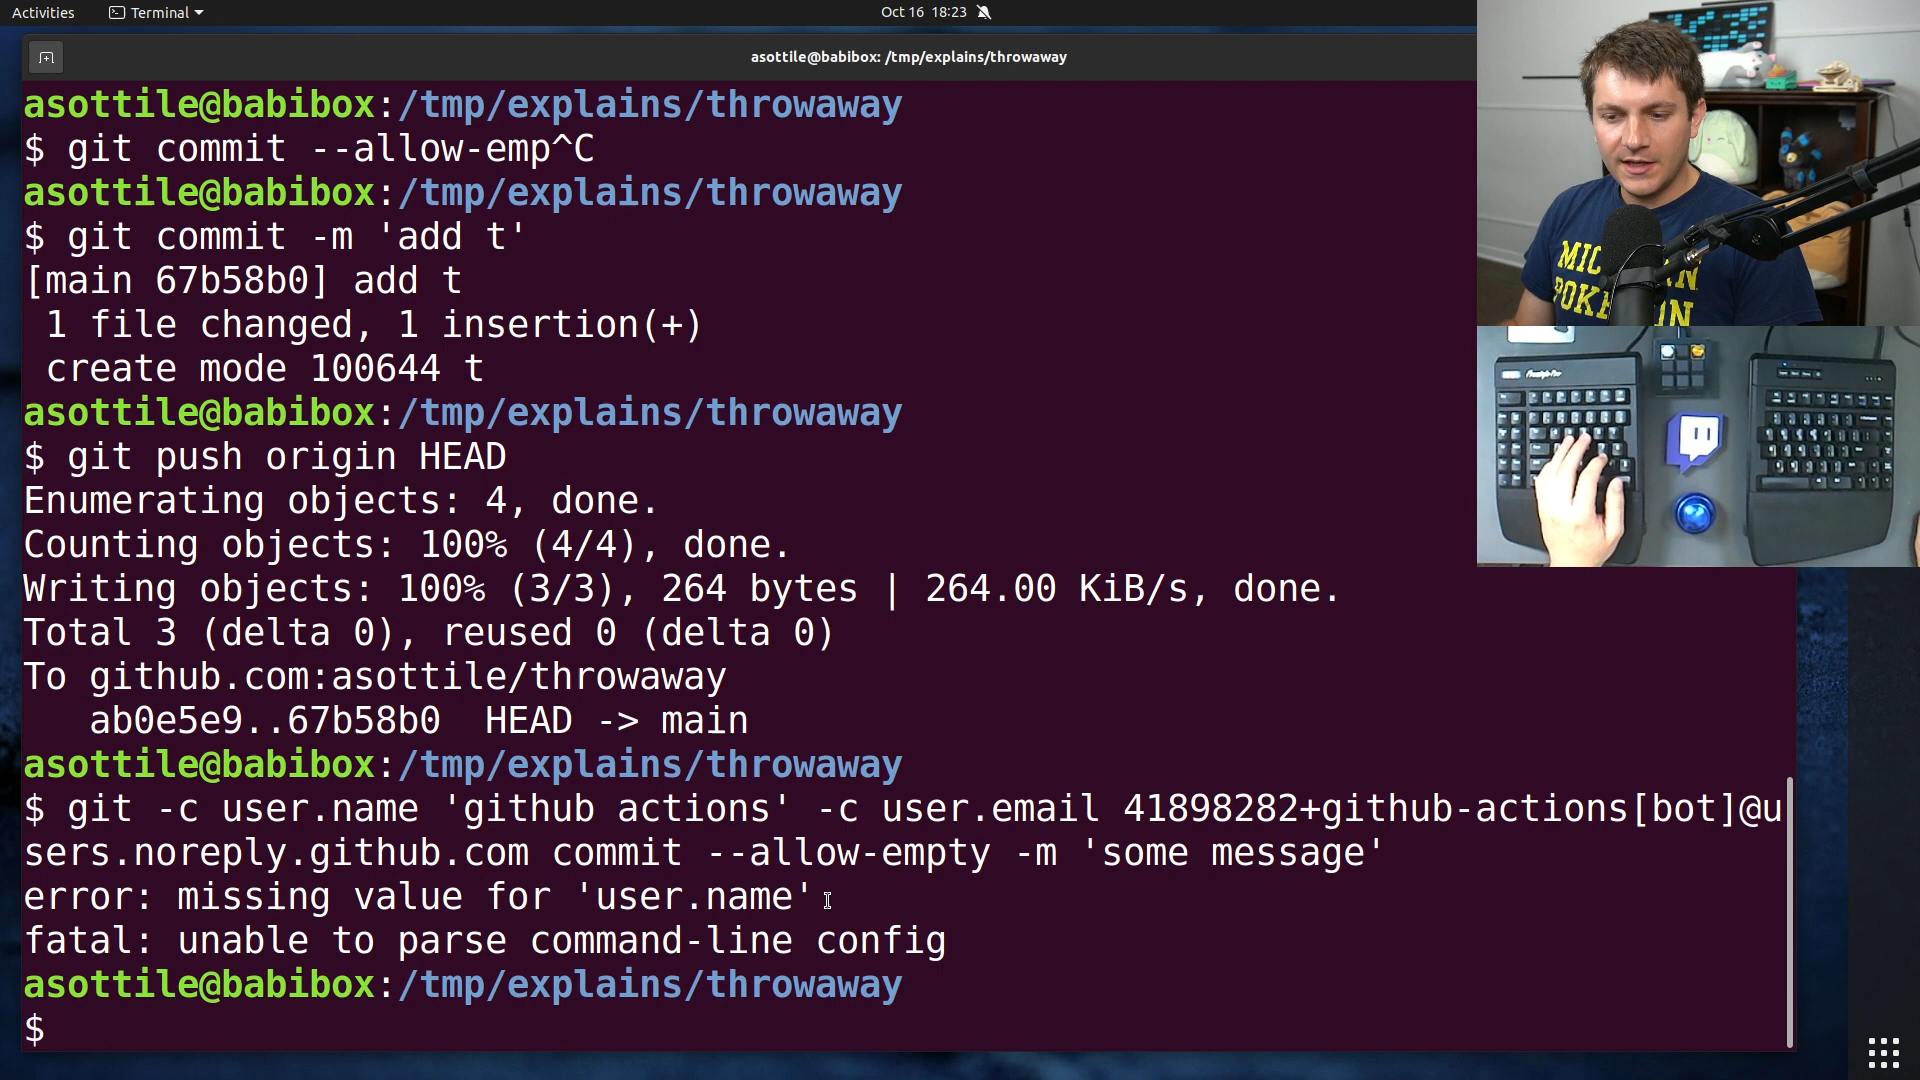 Activities
Terminal
Oct 16 18:23
asottile@babibox: /tmp/explains/throwaway
asottile@babibox:/tmp/explains/throwaway
$ git commit --allow-emp^C
asottile@babibox:/tmp/explains/throwaway
$ git commit -m 'add t'
[main 67b58b0] add t
1 file changed, 1 insertion(+)
create mode 100644 t
asottile@babibox:/tmp/explains/throwaway
$ git push origin HEAD
Enumerating objects: 4, done.
Counting objects: 100% (4/4), done.
Writing objects: 100% (3/3), 264 bytes | 264.00 KiB/s, done.
Total 3 (delta 0), reused 0 (delta 0)
To github.com:asottile/throwaway
ab0e5e9..67b58b0  HEAD -> main
asottile@babibox:/tmp/explains/throwaway
$ git -c user.name 'github actions' -c user.email 41898282+github-actions[bot]@u
sers.noreply.github.com commit --allow-empty -m 'some message'
error: missing value for 'user.name'
fatal: unable to parse command-line config
asottile@babibox:/tmp/explains/throwaway
$